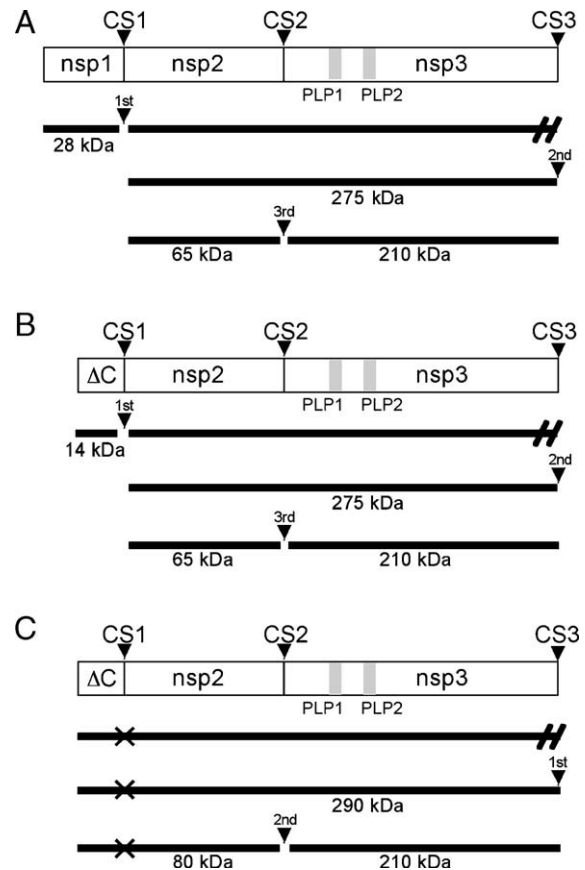 A
CS1 CS2 CS3
nsp1 nsp2 nsp3
PLP1 PLP2
1st
28 kDa
2nd
275 kDa
3rd
65 kDa 210 kDa
B
CS1 CS2 CS3
ΔC nsp2 nsp3
PLP1 PLP2
1st
14 kDa
2nd
275 kDa
3rd
65 kDa 210 kDa
C
CS1 CS2 CS3
ΔC nsp2 nsp3
PLP1 PLP2
1st
290 kDa
2nd
80 kDa 210 kDa